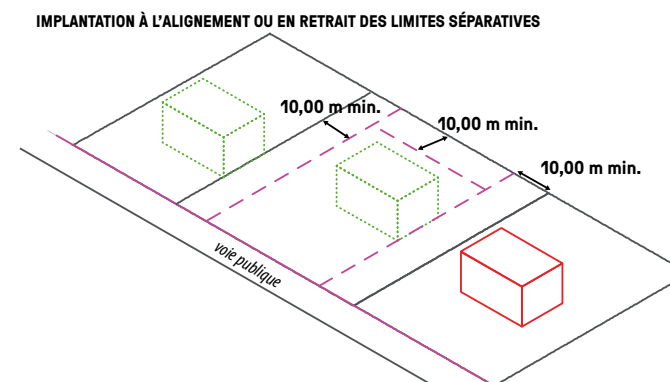 IMPLANTATION À L’ALIGNEMENT OU EN RETRAIT DES LIMITES SÉPARATIVES
10,00 m min.
10,00 m min.
10,00 m min.
voie publique